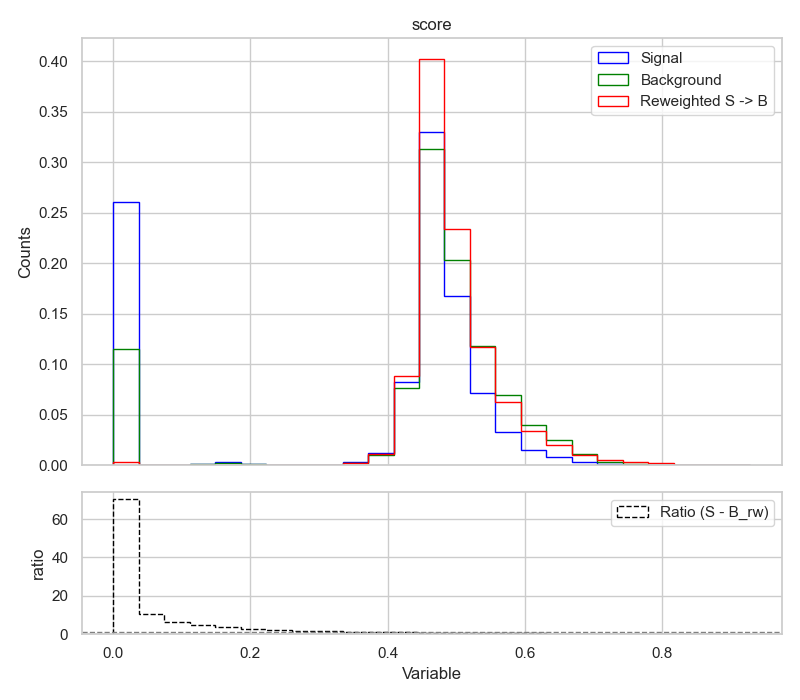 score
0.40
0.35
0.30
0.25
0.20
0.15
0.10
0.05
0.00
Counts
Signal
Background
Reweighted S -> B
60
40
20
0
ratio
Ratio (S - B_rw)
0.0 0.2 0.4 0.6 0.8
Variable